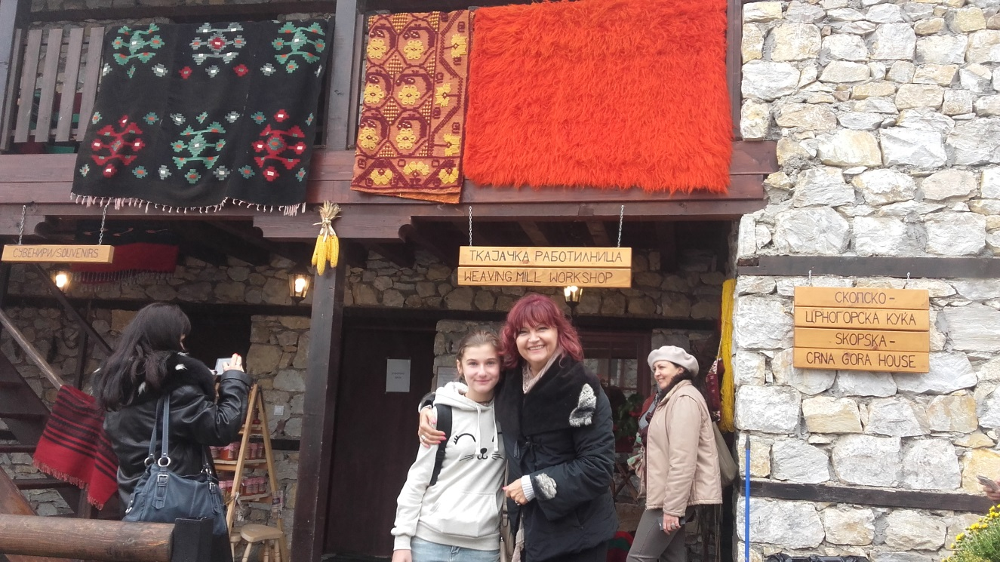 СУВЕНИРИ/SOUVENIRS
ТКАЈАЧКА РАБОТИЛНИЦА
WEAVING MILL WORKSHOP
СКОПСКО -
ЦРНОГОРСКА КУЌА
SKOPSKA -
CRNA GORA HOUSE